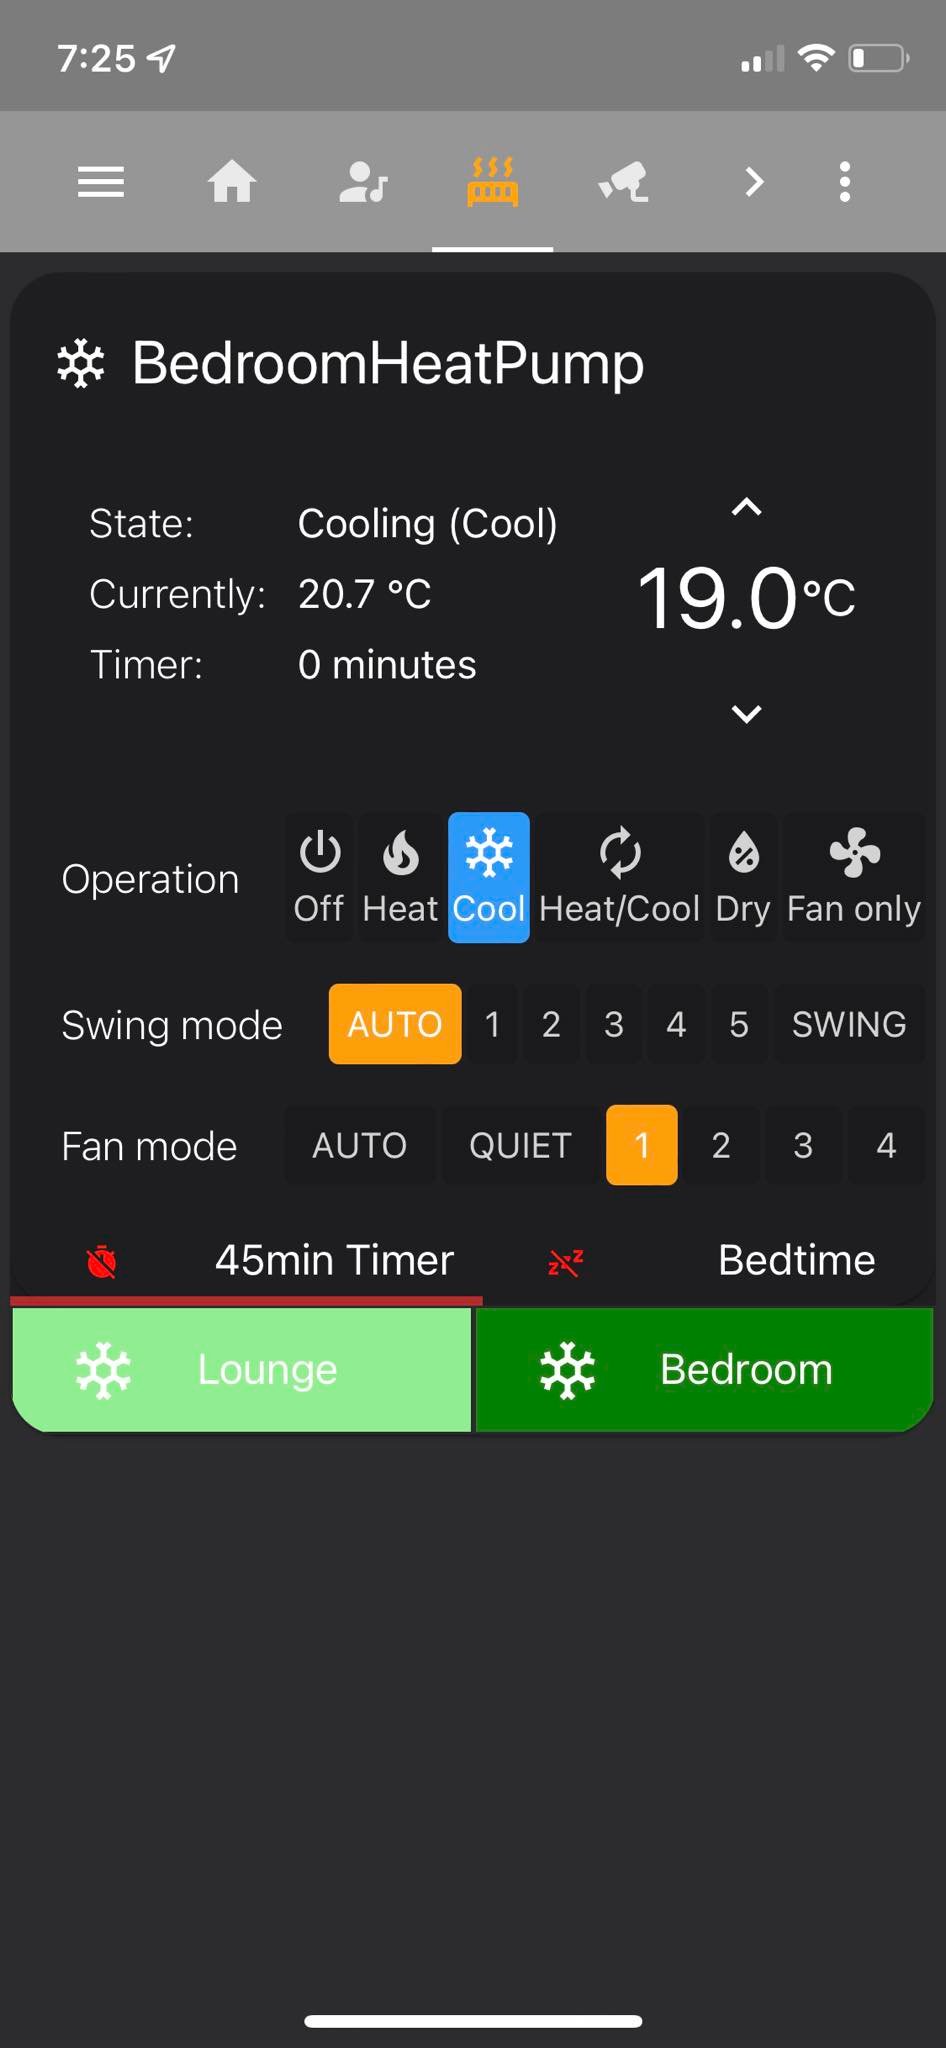 7:25
BedroomHeatPump
State: Cooling (Cool)
Currently: 20.7 °C
Timer: 0 minutes
19.0°C
Operation Off Heat Cool Heat/Cool Dry Fan only
Swing mode AUTO 1 2 3 4 5 SWING
Fan mode AUTO QUIET 1 2 3 4
45min Timer Bedtime
Lounge Bedroom